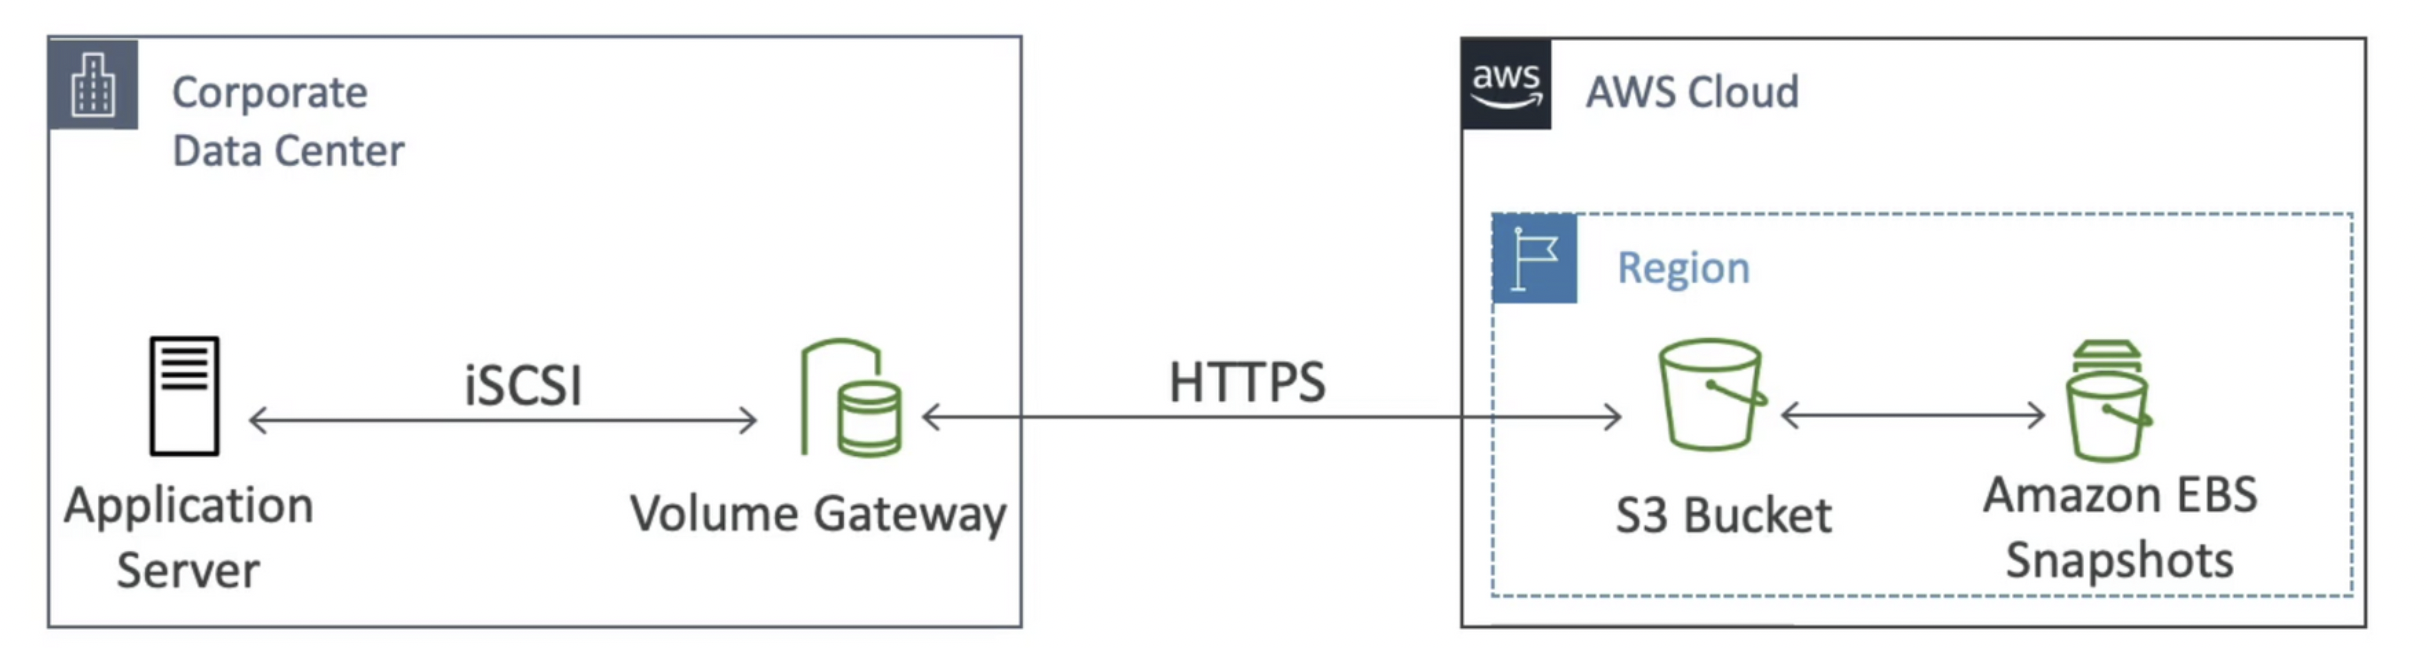 Corporate
Data Center
aws
AWS Cloud
Region
iSCSI
HTTPS
Application
Server
Volume Gateway
S3 Bucket
Amazon EBS
Snapshots